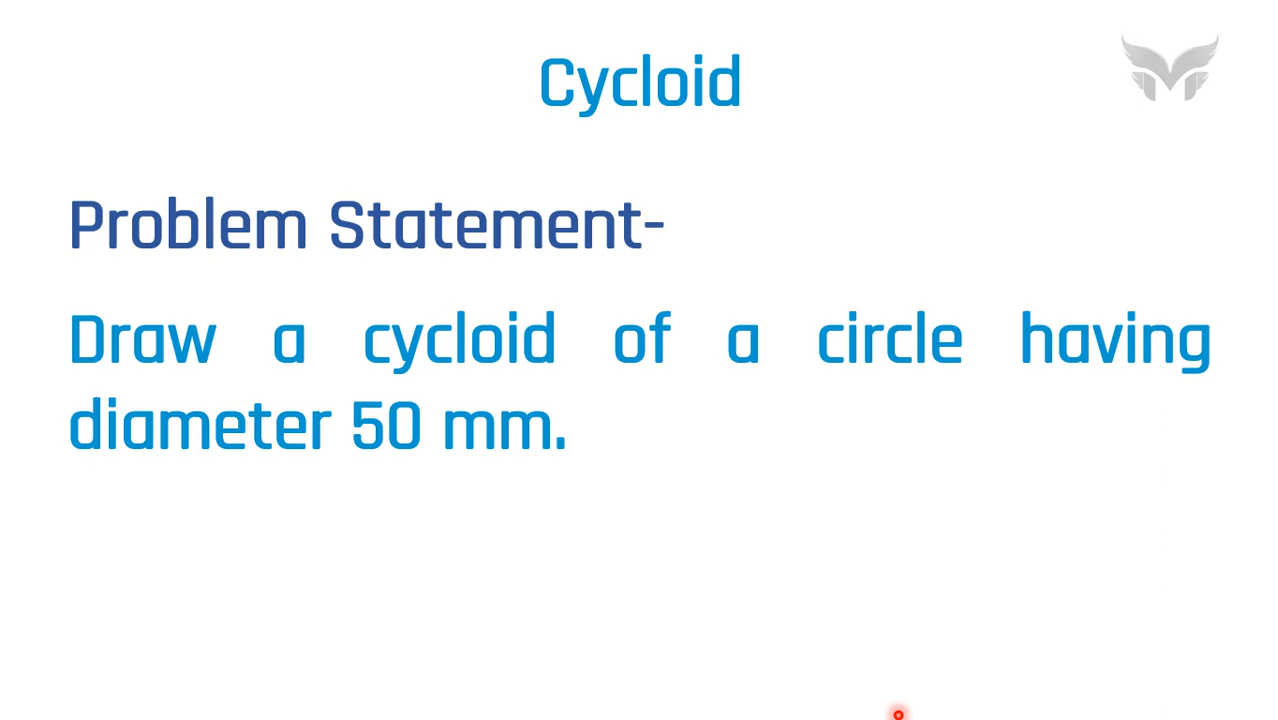 Cycloid
Problem Statement-
Draw a cycloid of a circle having
diameter 50 mm.